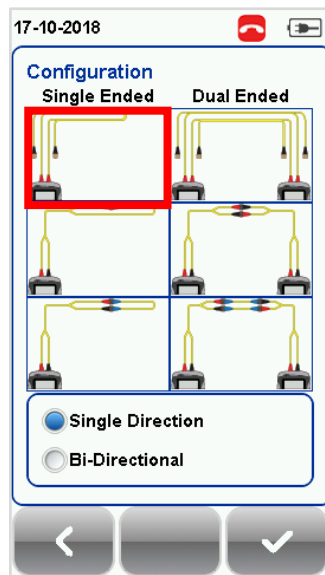 17-10-2018
Configuration
Single Ended
Dual Ended
Single Direction
Bi-Directional